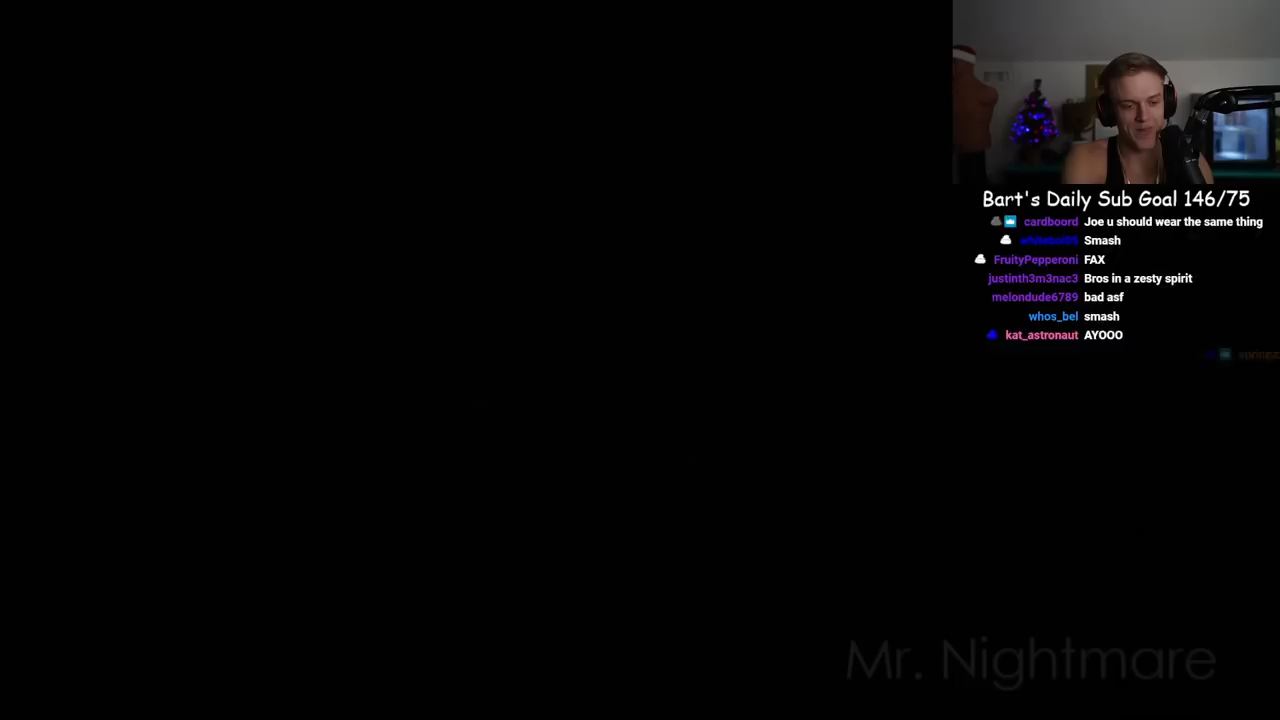 Bart's Daily Sub Goal 146/75
cardboord Joe u should wear the same thing
Smash
FruityPepperoni FAX
justinth3m3nac3 Bros in a zesty spirit
melondude6789 bad asf
whos_bel smash
kat_astronaut AYOOO
Mr. Nightmare